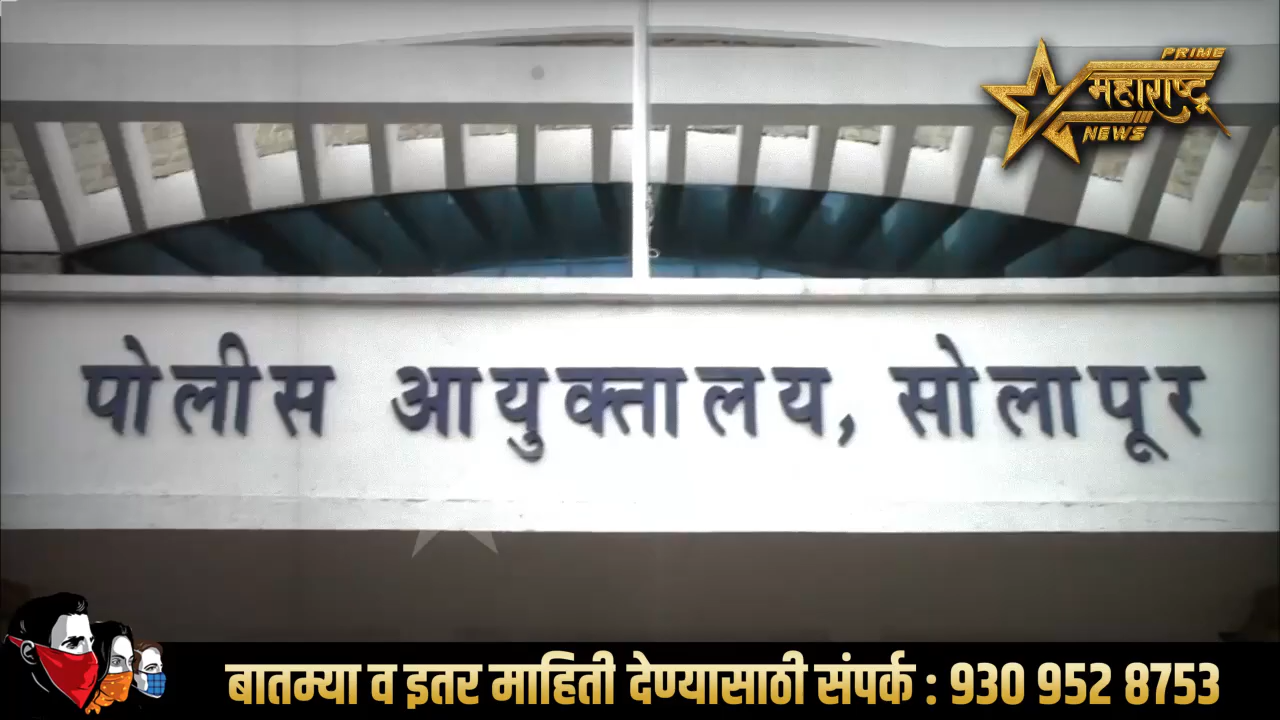 PRIME
महाराष्ट्र
NEWS
पोलीस आयुक्तालय, सोलापूर
बातम्या व इतर माहिती देण्यासाठी संपर्क : 930 952 8753